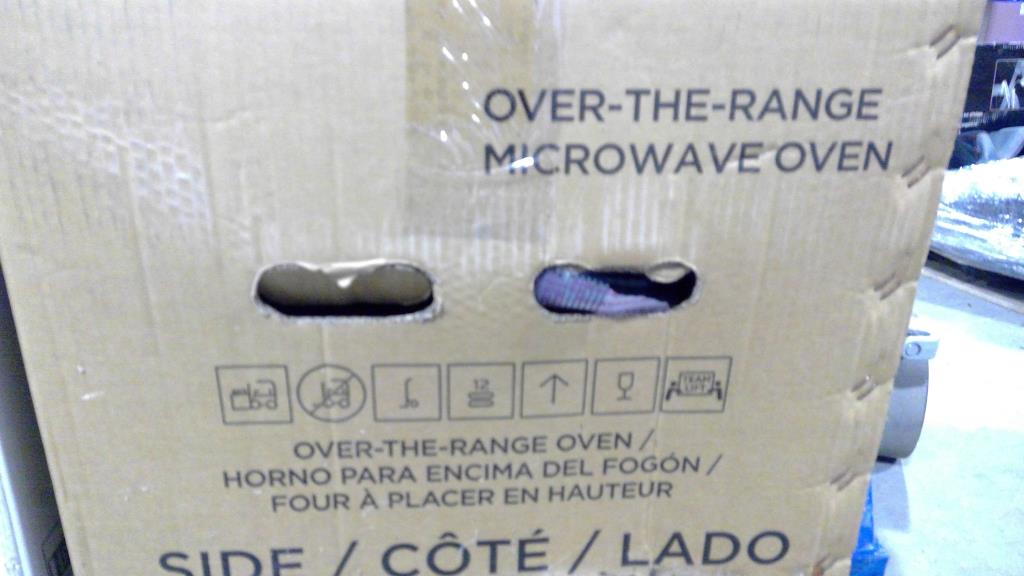 OVER-THE-RANGE
MICROWAVE OVEN
12
TEAM
LIFT
OVER-THE-RANGE OVEN /
HORNO PARA ENCIMA DEL FOGÓN /
FOUR À PLACER EN HAUTEUR
SIDE / CÔTÉ / LADO